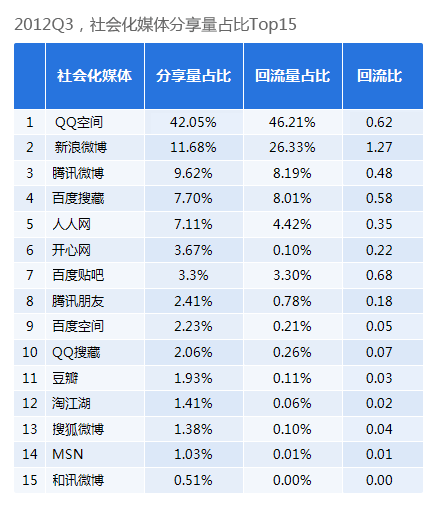 2012Q3，社会化媒体分享量占比Top15
社会化媒体 分享量占比 回流量占比 回流比
1 QQ空间 42.05% 46.21% 0.62
2 新浪微博 11.68% 26.33% 1.27
3 腾讯微博 9.62% 8.19% 0.48
4 百度搜藏 7.70% 8.01% 0.58
5 人人网 7.11% 4.42% 0.35
6 开心网 3.67% 0.10% 0.22
7 百度贴吧 3.3% 3.30% 0.68
8 腾讯朋友 2.41% 0.78% 0.18
9 百度空间 2.23% 0.21% 0.05
10 QQ搜藏 2.06% 0.26% 0.07
11 豆瓣 1.93% 0.11% 0.03
12 淘江湖 1.41% 0.06% 0.02
13 搜狐微博 1.38% 0.10% 0.04
14 MSN 1.03% 0.01% 0.01
15 和讯微博 0.51% 0.00% 0.00